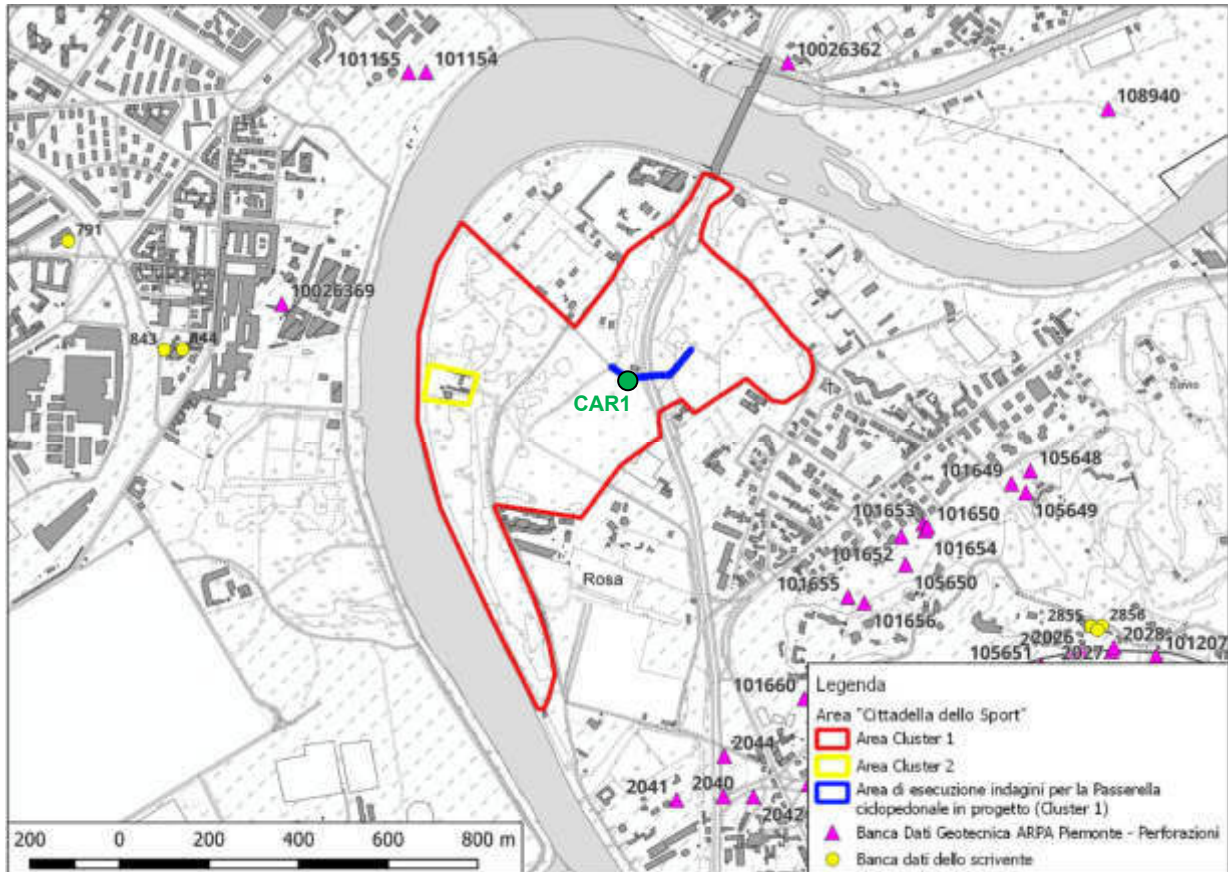 101155
101154
10026362
108940
791
10026369
843
844
CAR1
Savio
101649
105648
105649
101653
101650
101652
101654
105650
101655
101656
Rosa
2855
2856
2026
2028
2027
105651
101207
101660
2044
2041
2040
2042
Legenda
Area "Cittadella dello Sport"
Area Cluster 1
Area Cluster 2
Area di esecuzione indagini per la Passerella
ciclopedonale in progetto (Cluster 1)
Banca Dati Geotecnica ARPA Piemonte - Perforazioni
Banca dati dello scrivente
200 0 200 400 600 800 m